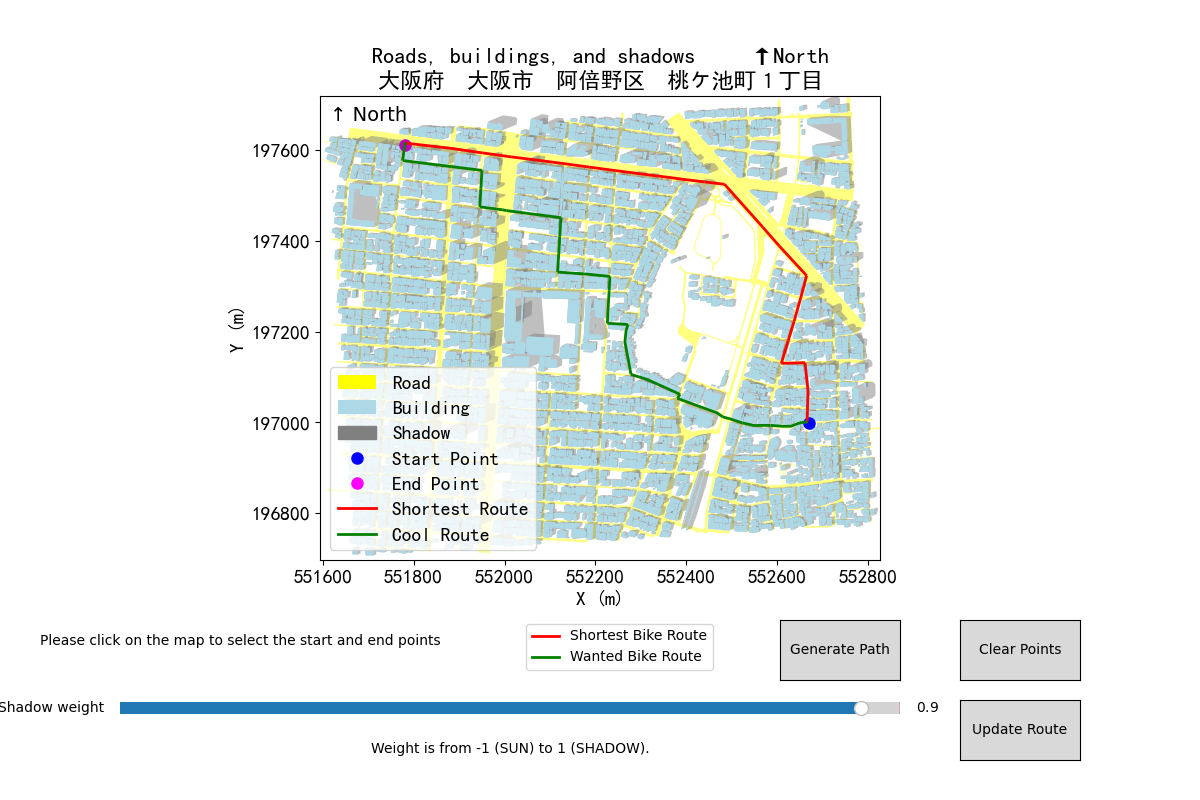 Roads, buildings, and shadows ↑North
大阪府 大阪市 阿倍野区 桃ケ池町１丁目
↑ North
197600
197400
197200
197000
196800
Y (m)
Road
Building
Shadow
Start Point
End Point
Shortest Route
Cool Route
551600 551800 552000 552200 552400 552600 552800
X (m)
Please click on the map to select the start and end points
Shortest Bike Route
Wanted Bike Route
Generate Path
Clear Points
Shadow weight
0.9
Update Route
Weight is from -1 (SUN) to 1 (SHADOW).